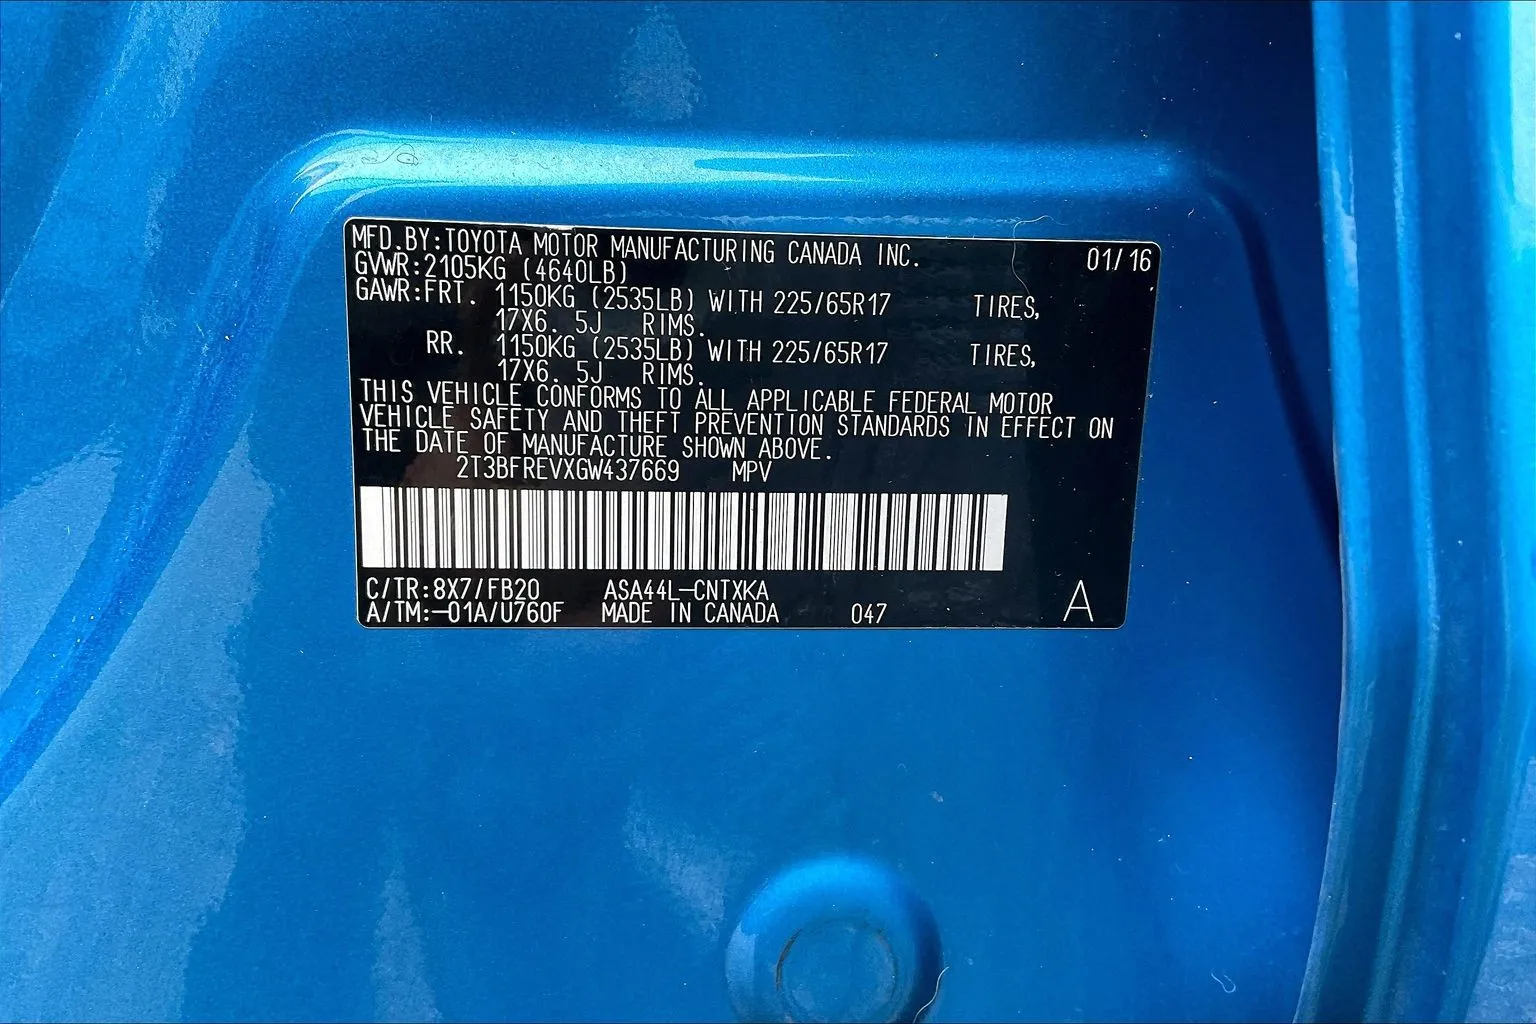 MFD.BY:TOYOTA MOTOR MANUFACTURING CANADA INC. 01/16
GVWR:2105KG (4640LB)
GAWR:FRT. 1150KG (2535LB) WITH 225/65R17 TIRES,
17X6. 5J RIMS.
RR. 1150KG (2535LB) WITH 225/65R17 TIRES,
17X6. 5J RIMS.
THIS VEHICLE CONFORMS TO ALL APPLICABLE FEDERAL MOTOR
VEHICLE SAFETY AND THEFT PREVENTION STANDARDS IN EFFECT ON
THE DATE OF MANUFACTURE SHOWN ABOVE.
2T3BFREVXGW437669 MPV
C/TR:8X7/FB20 ASA44L-CNTXKA
A/TM:-01A/U760F MADE IN CANADA 047 A